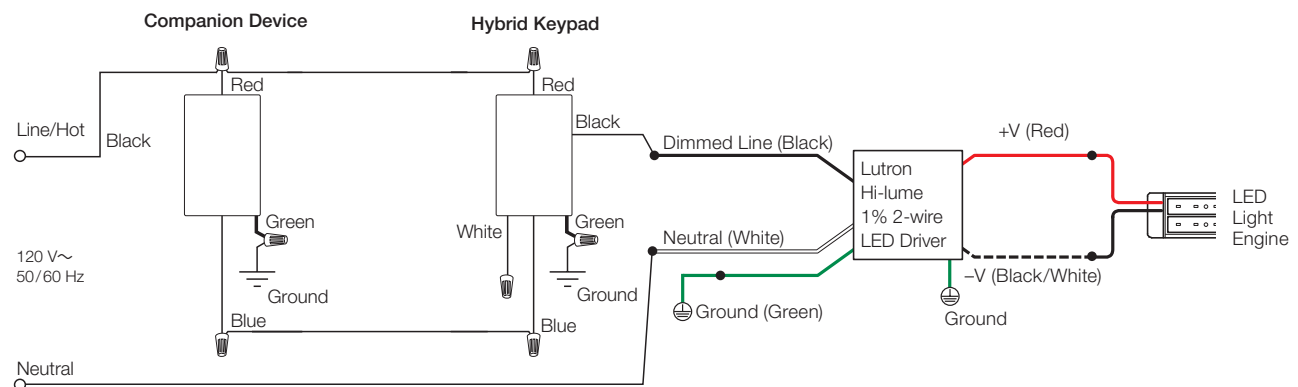 Companion Device
Hybrid Keypad
Red
Red
Line/Hot
Black
Black
Dimmed Line (Black)
+V (Red)
Lutron
Hi-lume
1% 2-wire
LED Driver
LED
Light
Engine
Green
White
Green
Neutral (White)
120 V~
50/60 Hz
Ground
Ground
–V (Black/White)
Ground (Green)
Ground
Blue
Blue
Neutral